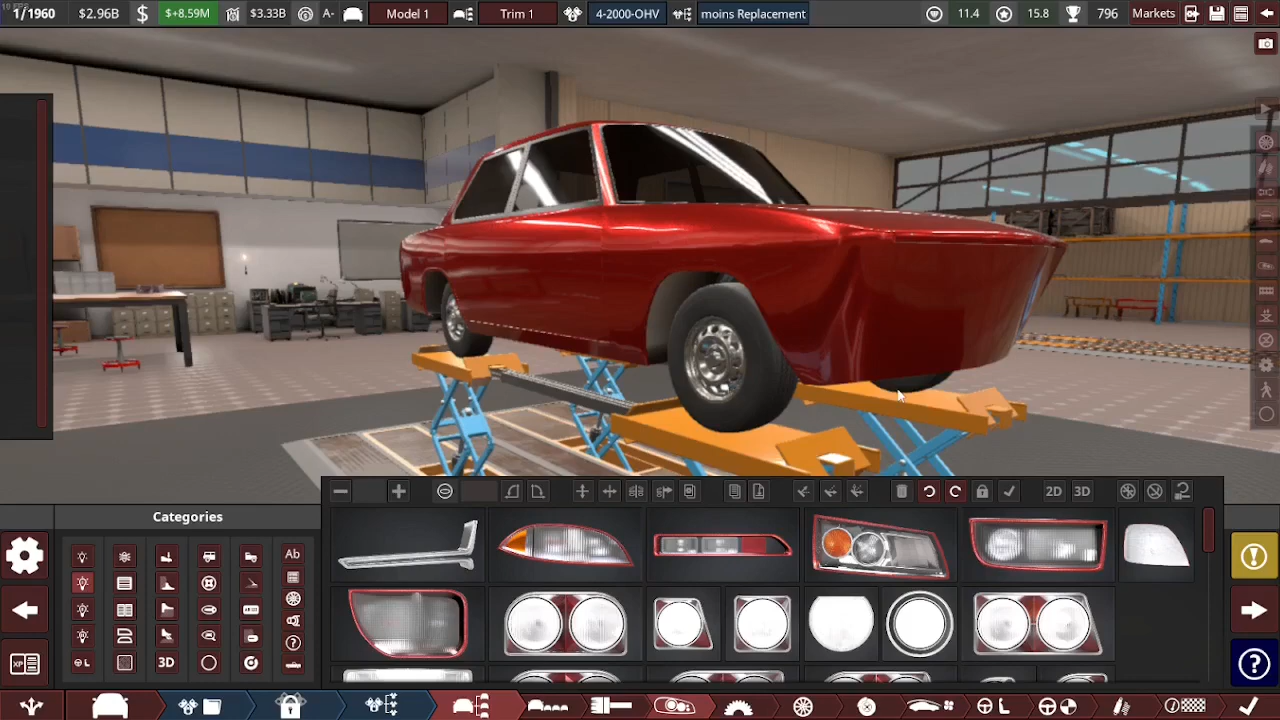 1/1960 $2.96B $+8.59M $3.33B A- Model 1 Trim 1 4-2000-OHV moins Replacement 11.4 15.8 796 Markets
Categories
2D 3D
Ab
L 3D
XP